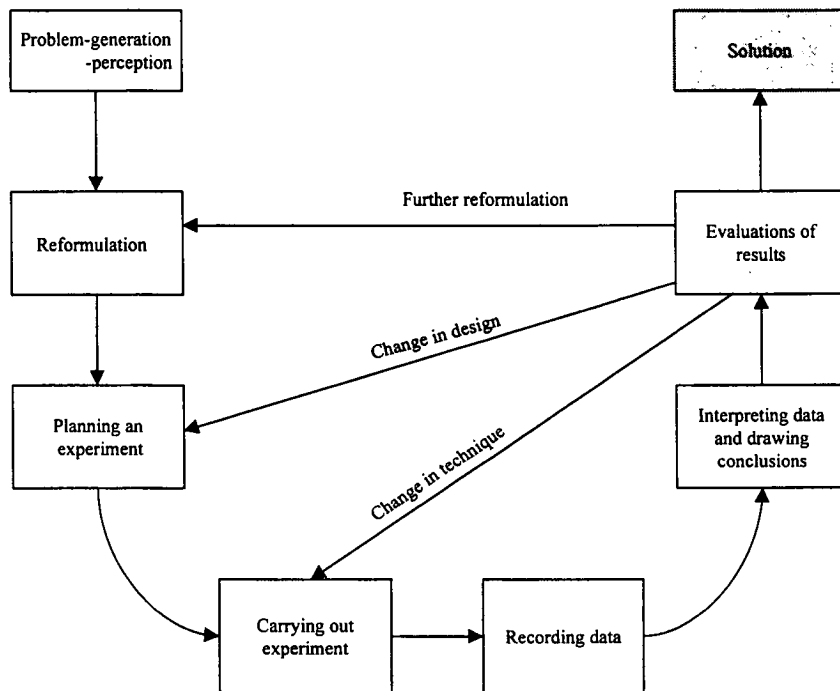 Problem-generation
-perception
Solution
Further reformulation
Reformulation
Evaluations of
results
Change in design
Planning an
experiment
Interpreting data
and drawing
conclusions
Change in technique
Carrying out
experiment
Recording data